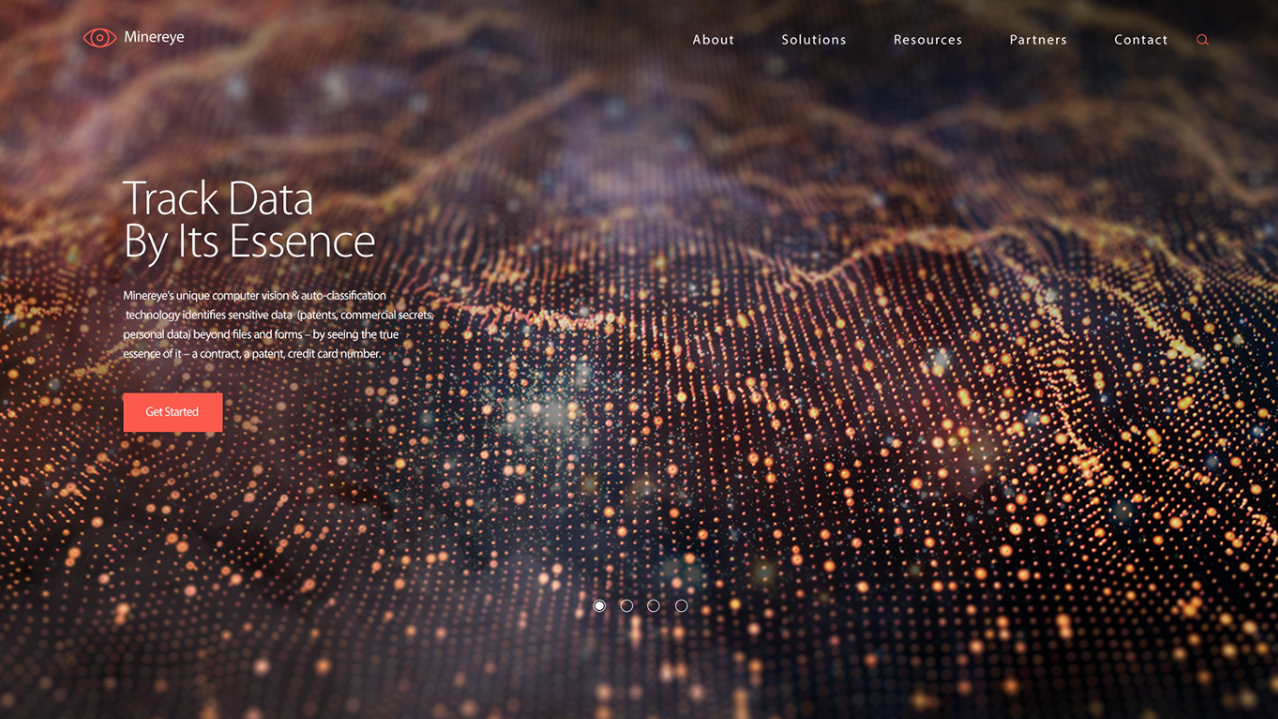 Minereye
About
Solutions
Resources
Partners
Contact
Track Data
By Its Essence
Minereye's unique computer vision & auto-classification
technology identifies sensitive data (patents, commercial secrets,
personal data) beyond files and forms – by seeing the true
essence of it – a contract, a patent, credit card number.
Get Started